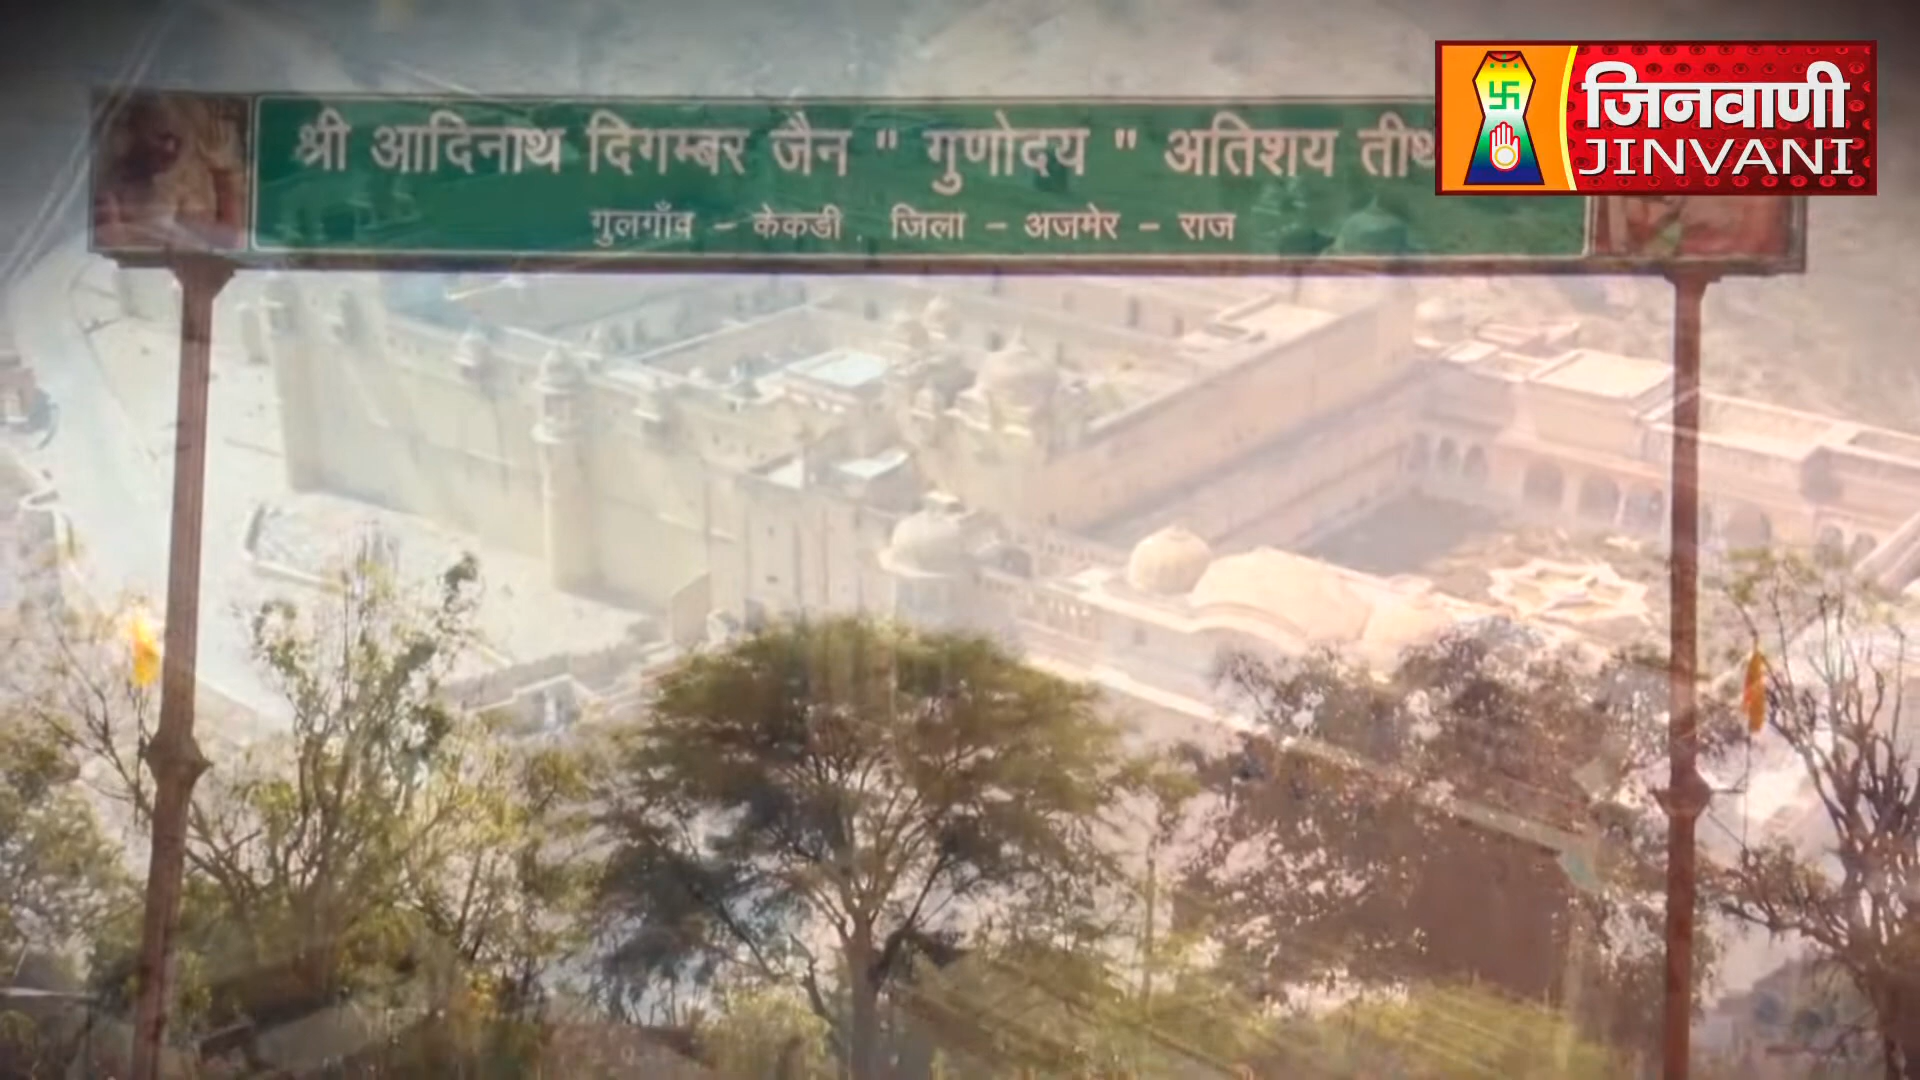 श्री आदिनाथ दिगम्बर जैन " गुणोदय " अतिशय
गुलगाँव - केकडी . जिला - अजमेर - राज
जिनवाणी
JINVANI